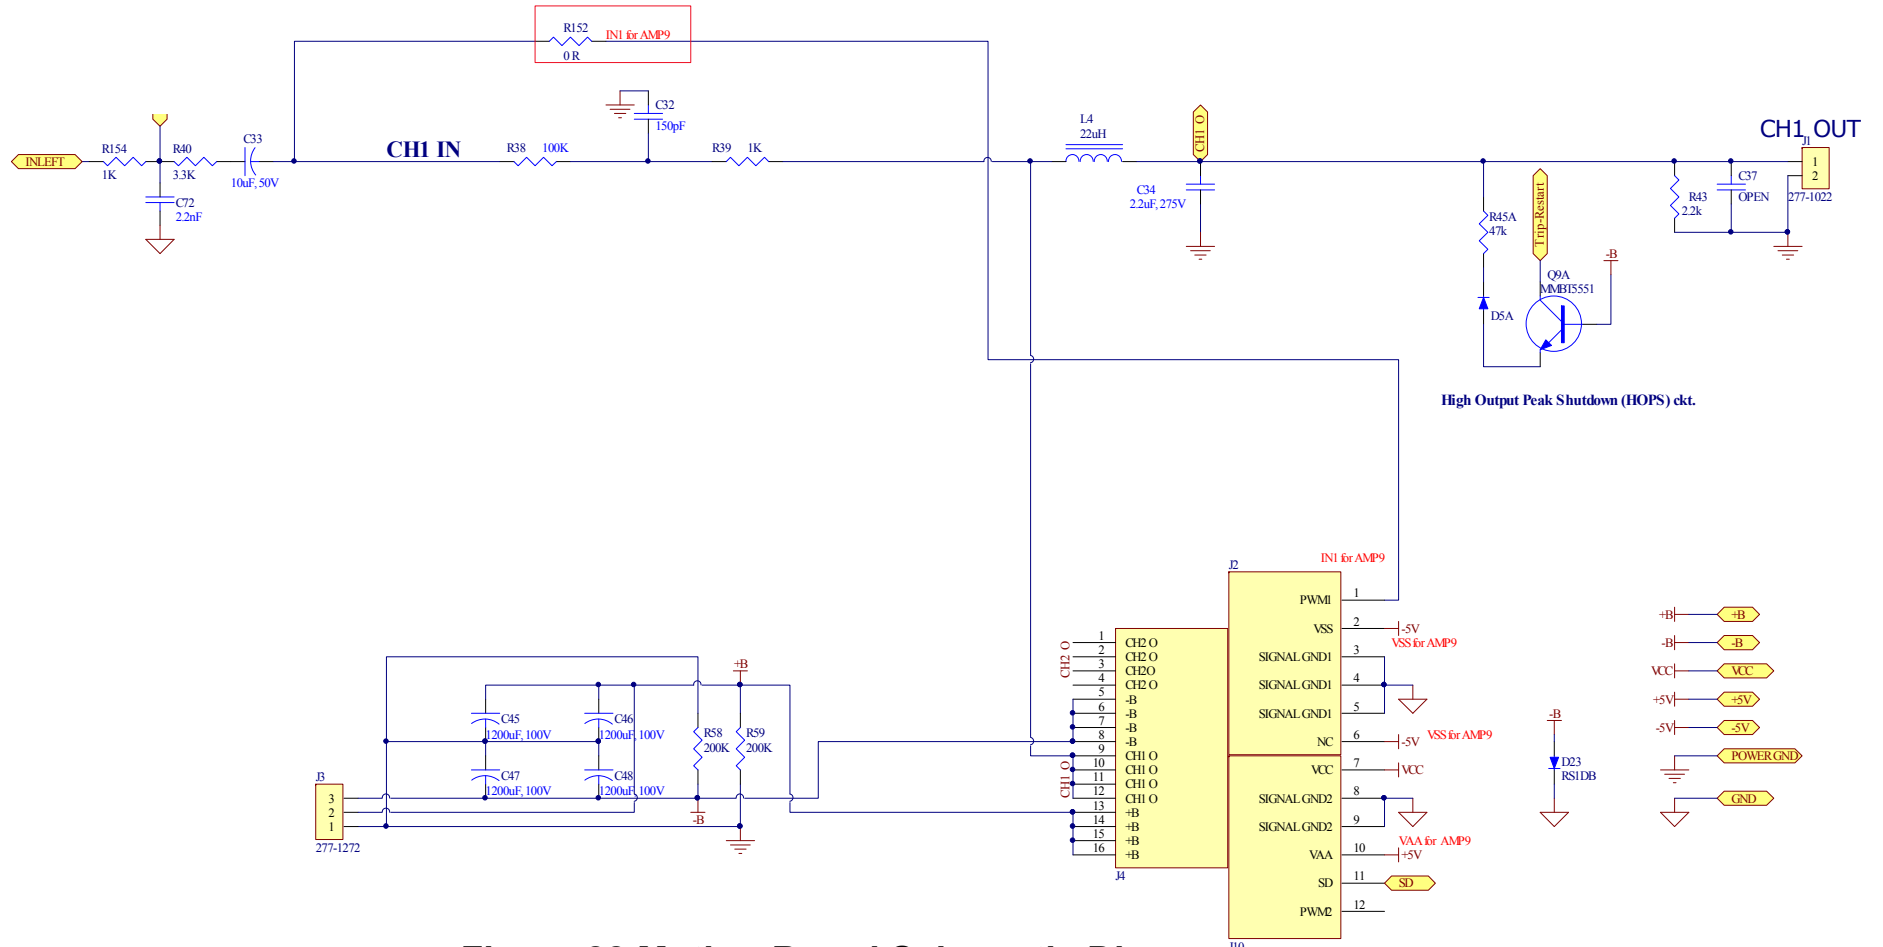 R152
IN1 for AMP9
0 R
C32
150pF
CH1 O
L4
22uH
CH1 OUT
J1
INLEFT
R154
1K
R40
3.3K
C33
10uF, 50V
CH1 IN
R38
100K
R39
1K
C72
2.2nF
C34
2.2uF, 275V
R45A
47k
Trip-Restart
R43
2.2k
C37
OPEN
1
2
277-1022
-B
Q9A
MMBT5551
D5A
High Output Peak Shutdown (HOPS) ckt.
IN1 for AMP9
J2
PWM1 1
VSS 2 -5V
VSS for AMP9
SIGNAL GND1 3
SIGNAL GND1 4
SIGNAL GND1 5
NC 6 -5V
VSS for AMP9
VCC 7 VCC
SIGNAL GND2 8
SIGNAL GND2 9
VAA for AMP9
VAA 10 +5V
SD 11 SD
PWM2 12
CH2 O
1 CH2 O
2 CH2 O
3 CH2O
4 CH2 O
5 -B
6 -B
7 -B
8 -B
CH1 O
9 CH1 O
10 CH1 O
11 CH1 O
12 CH1 O
13 +B
14 +B
15 +B
16 +B
J4
+B
C45
1200uF, 100V
C46
1200uF, 100V
R58
200K
R59
200K
C47
1200uF, 100V
C48
1200uF, 100V
-B
J3
3
2
1
277-1272
-B
D23
RS1DB
+B +B
-B -B
VCC VCC
+5V +5V
-5V -5V
POWER GND
GND